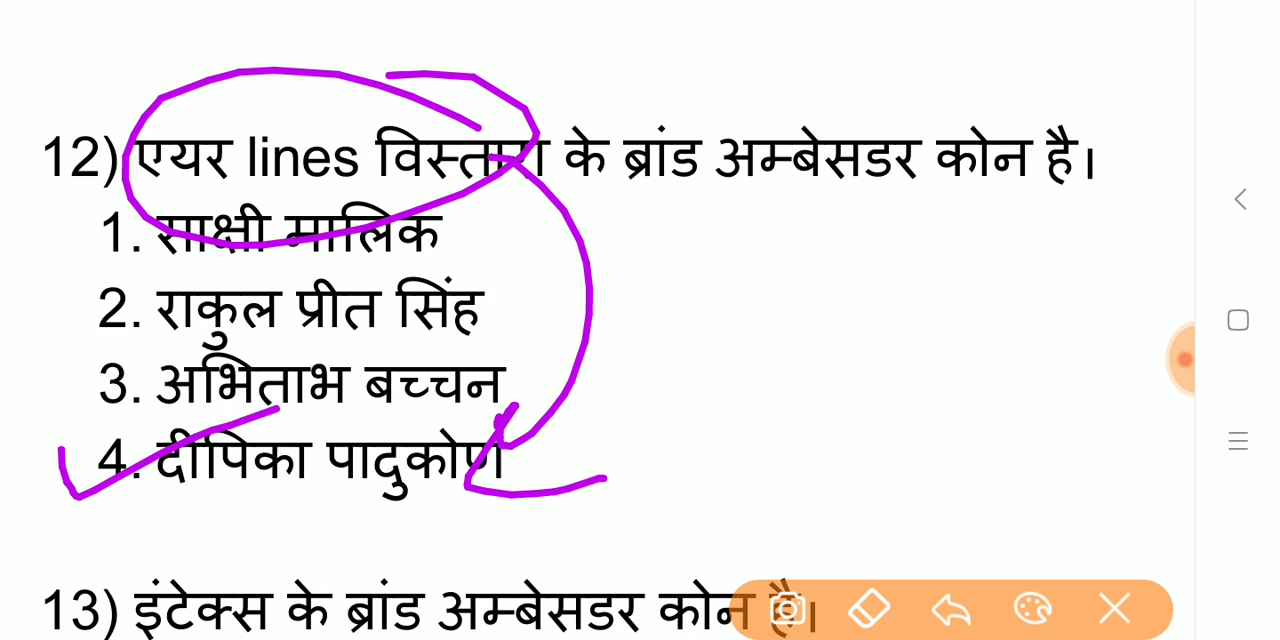 12) एयर lines विस्तारा के ब्रांड अम्बेसडर कोन है।
1. साक्षी मालिक
2. राकुल प्रीत सिंह
3. अभिताभ बच्चन
4. दीपिका पादुकोण
13) इंटेक्स के ब्रांड अम्बेसडर कोन है।